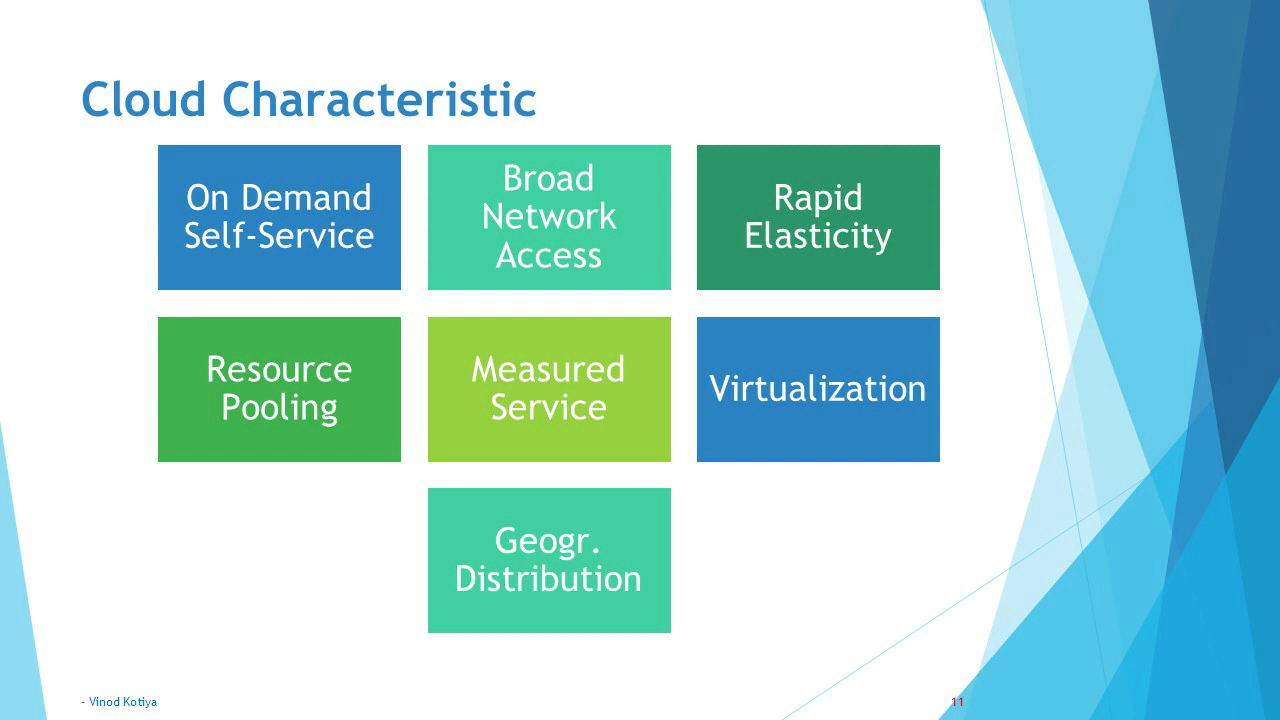 Cloud Characteristic
On Demand
Self-Service
Broad
Network
Access
Rapid
Elasticity
Resource
Pooling
Measured
Service
Virtualization
Geogr.
Distribution
- Vinod Kotiya
11